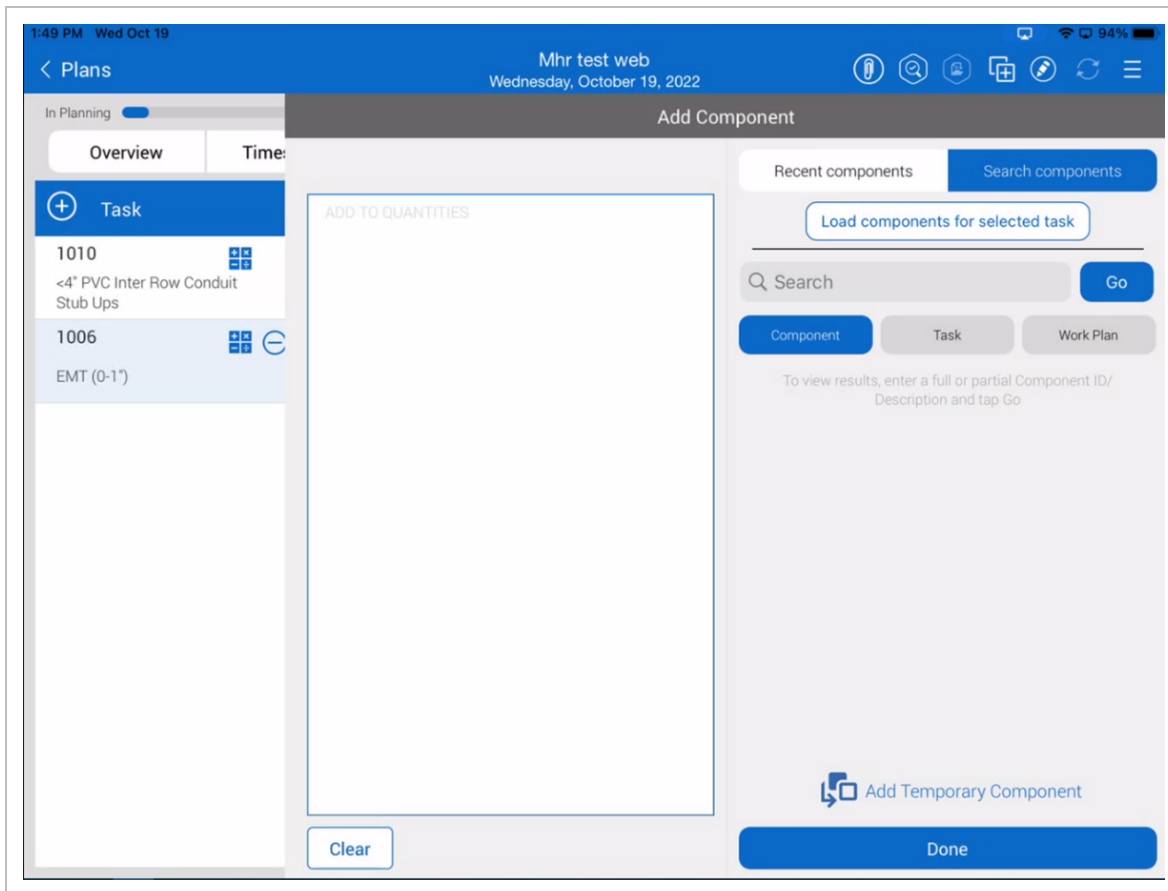 1:49 PM Wed Oct 19
94%
Plans
Mhr test web
Wednesday, October 19, 2022
In Planning
Overview
Add Component
Task
1010
<4" PVC Inter Row Conduit
Stub Ups
1006
EMT (0-1")
ADD TO QUANTITIES
Clear
Recent components
Search components
Load components for selected task
Search
Go
Component
Task
Work Plan
To view results, enter a full or partial Component ID/
Description and tap Go
Add Temporary Component
Done